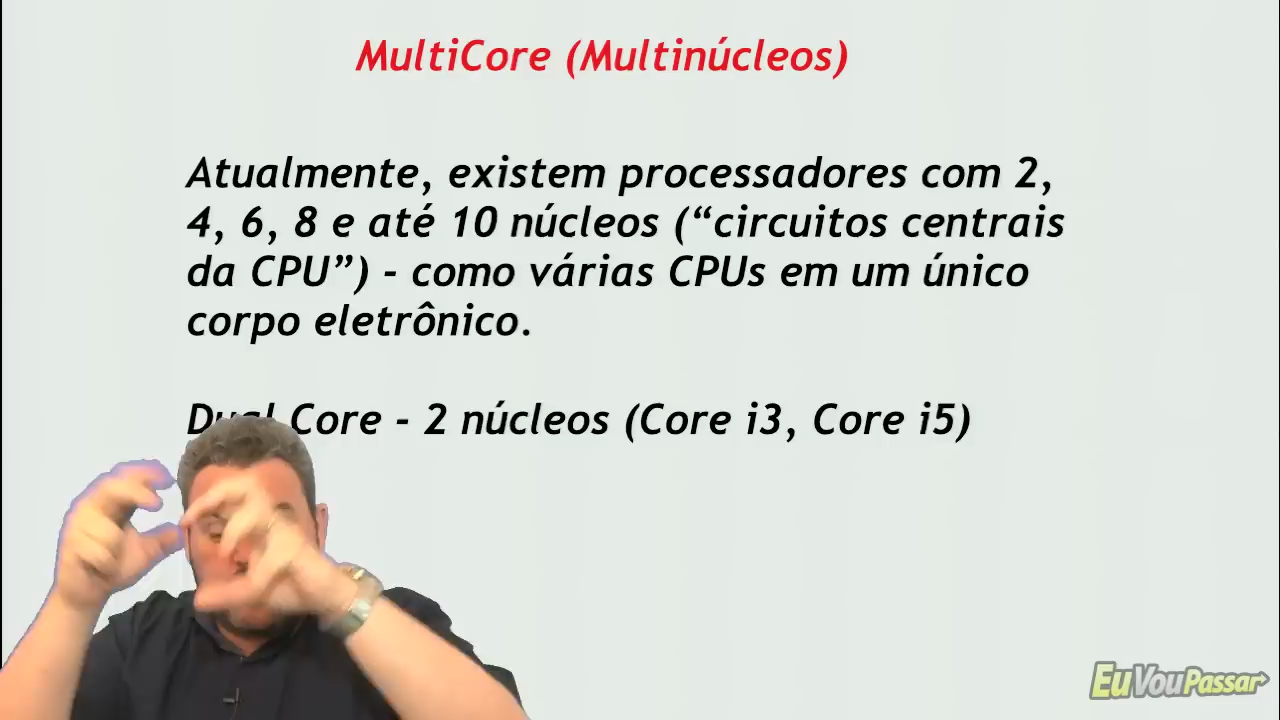 MultiCore (Multinúcleos)
Atualmente, existem processadores com 2,
4, 6, 8 e até 10 núcleos (“circuitos centrais
da CPU”) - como várias CPUs em um único
corpo eletrônico.
Dual Core - 2 núcleos (Core i3, Core i5)
EuVouPassar